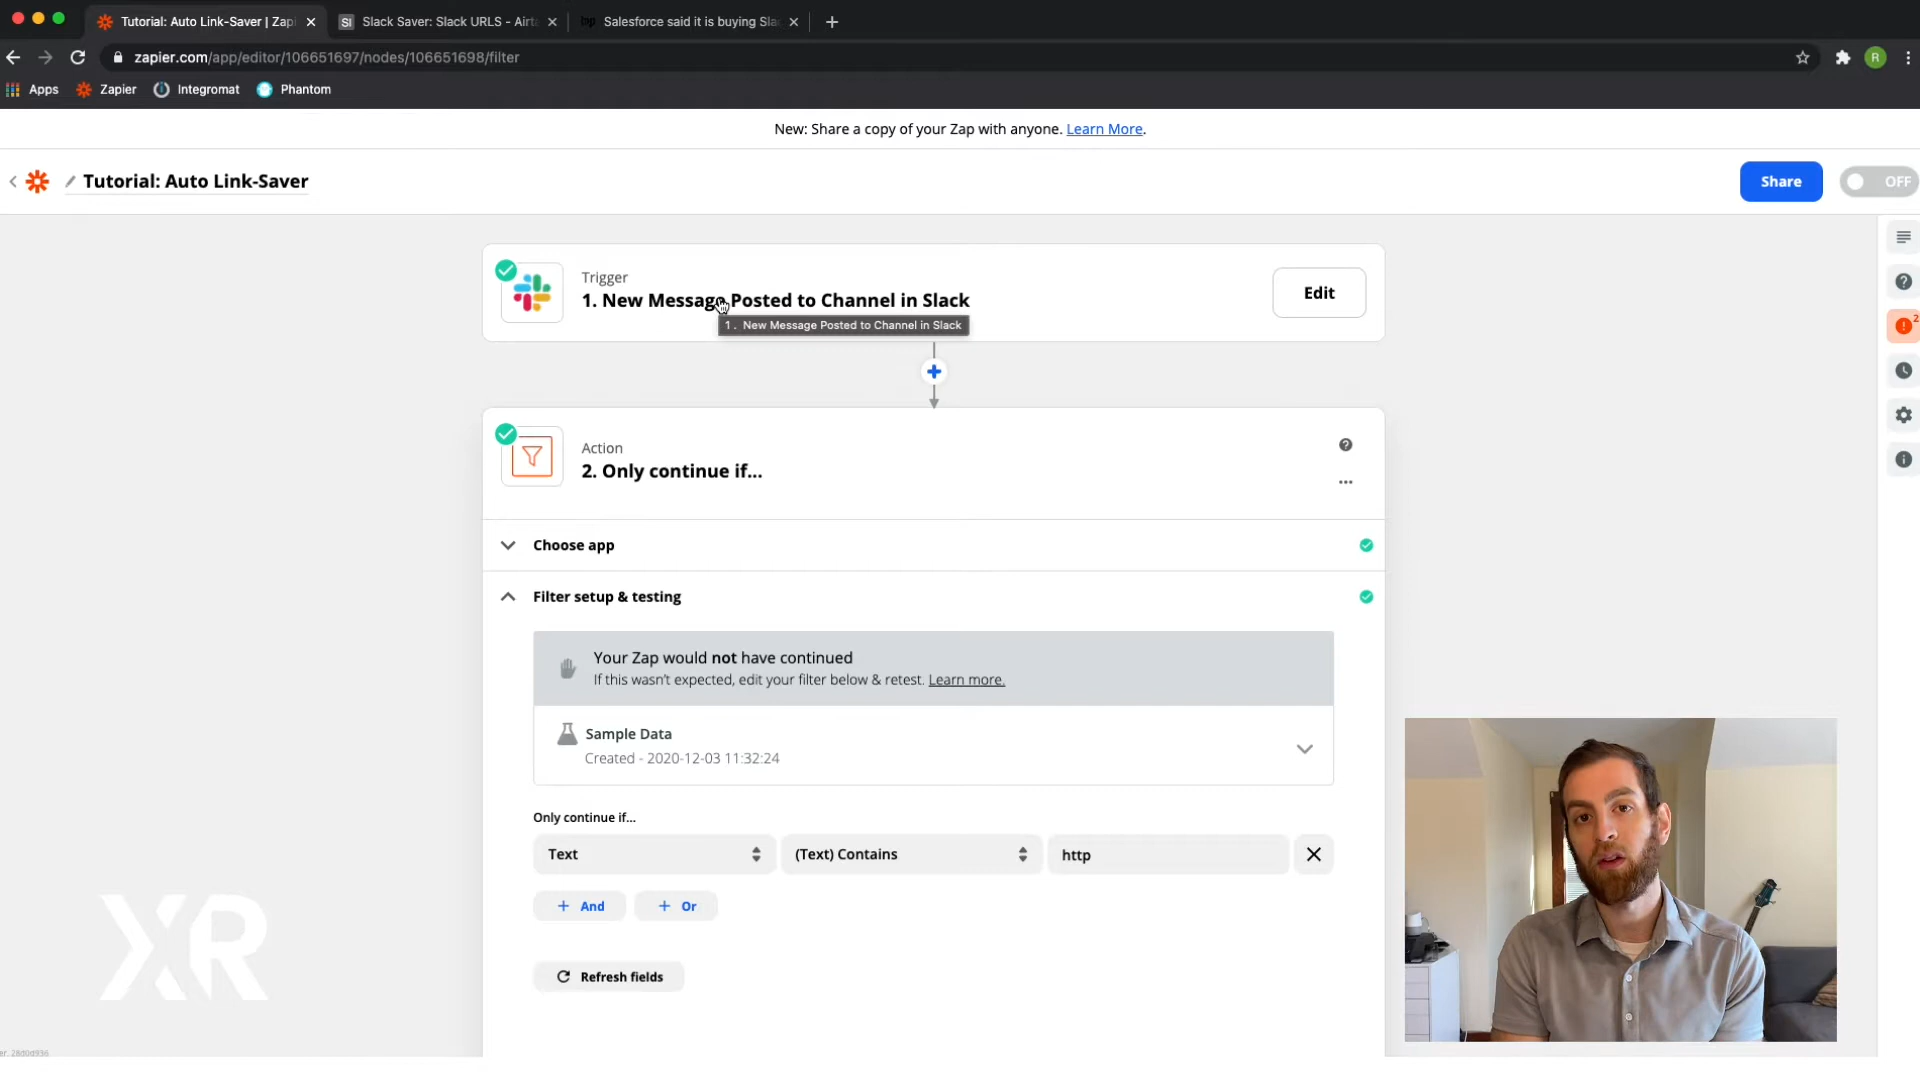 Tutorial: Auto Link-Saver | Zapi
SI Slack Saver: Slack URLS - Airta
Salesforce said it is buying Slac
zapier.com/app/editor/106651697/nodes/106651698/filter
R
Apps
Zapier
Integromat
Phantom
New: Share a copy of your Zap with anyone. Learn More.
Tutorial: Auto Link-Saver
Share
OFF
Trigger
1. New Message Posted to Channel in Slack
1. New Message Posted to Channel in Slack
Edit
2
Action
2. Only continue if...
Choose app
Filter setup & testing
Your Zap would not have continued
If this wasn't expected, edit your filter below & retest. Learn more.
Sample Data
Created - 2020-12-03 11:32:24
Only continue if...
Text
(Text) Contains
http
+ And
+ Or
Refresh fields
XR